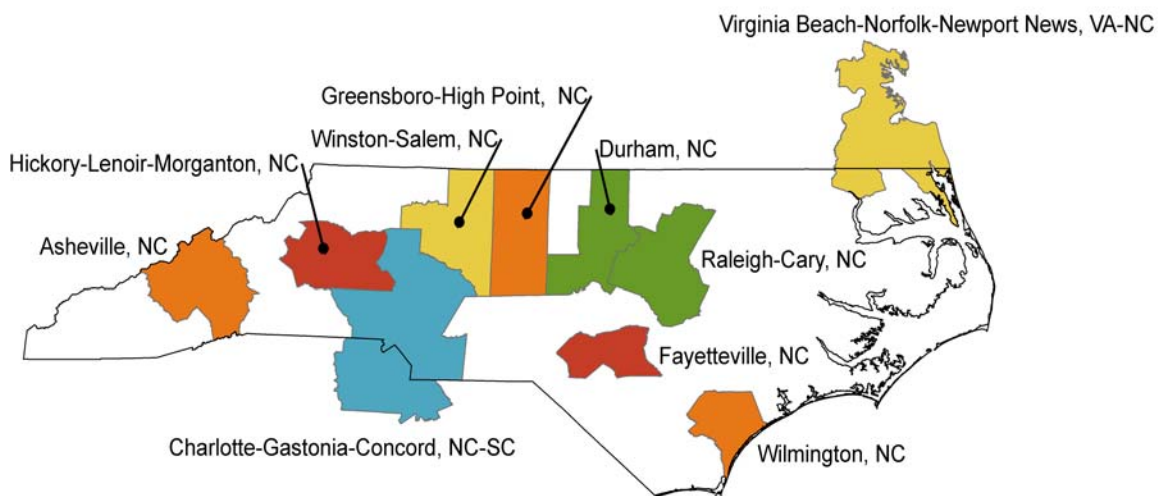 Virginia Beach-Norfolk-Newport News, VA-NC
Greensboro-High Point, NC
Winston-Salem, NC
Durham, NC
Hickory-Lenoir-Morganton, NC
Asheville, NC
Raleigh-Cary, NC
Fayetteville, NC
Charlotte-Gastonia-Concord, NC-SC
Wilmington, NC